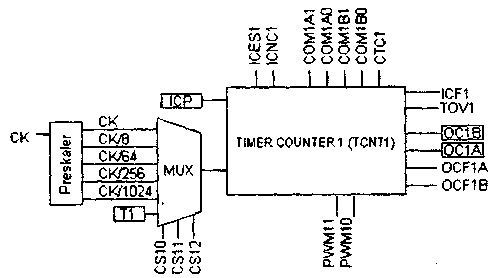 ICES1
ICNC1
COM1A1
COM1A0
COM1B1
COM1B0
CTC1
ICP
ICF1
TOV1
TIMER COUNTER 1 (TCNT1)
OC1B
OC1A
OCF1A
OCF1B
CK
Preskaler
CK
CK/8
CK/64
CK/256
CK/1024
T1
MUX
CS10
CS11
CS12
PWM11
PWM10